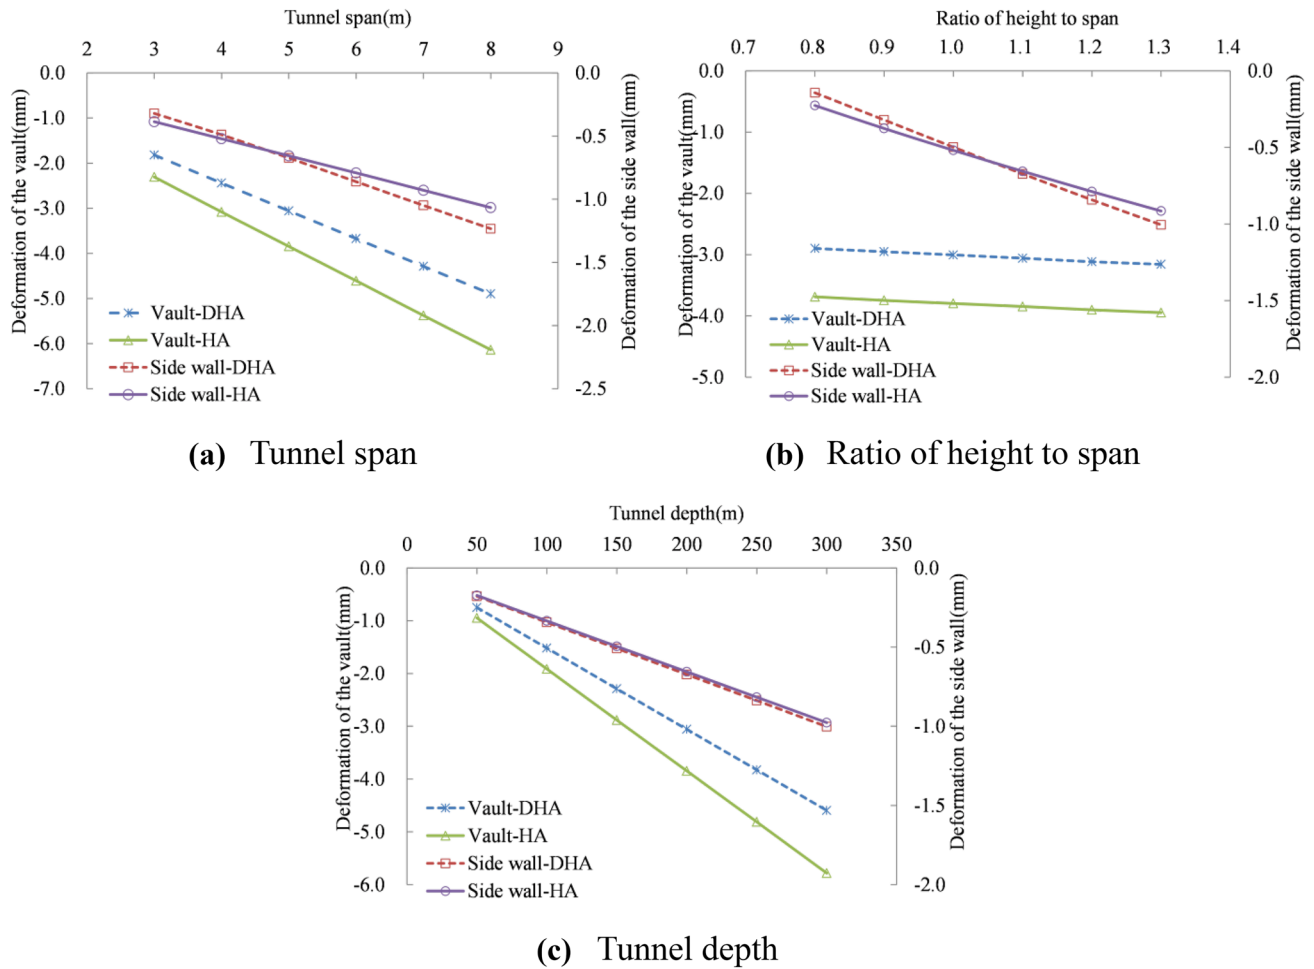 Tunnel span(m)
2 3 4 5 6 7 8 9
Deformation of the vault(mm)
0.0
-1.0
-2.0
-3.0
-4.0
-5.0
-6.0
-7.0
Vault-DHA
Vault-HA
Side wall-DHA
Side wall-HA
0.0
-0.5
-1.0
-1.5
-2.0
-2.5
Deformation of the side wall(mm)
(a) Tunnel span
Ratio of height to span
0.7 0.8 0.9 1.0 1.1 1.2 1.3 1.4
Deformation of the vault(mm)
0.0
-1.0
-2.0
-3.0
-4.0
-5.0
Vault-DHA
Vault-HA
Side wall-DHA
Side wall-HA
0.0
-0.5
-1.0
-1.5
-2.0
Deformation of the side wall(mm)
(b) Ratio of height to span
Tunnel depth(m)
0 50 100 150 200 250 300 350
Deformation of the vault(mm)
0.0
-1.0
-2.0
-3.0
-4.0
-5.0
-6.0
Vault-DHA
Vault-HA
Side wall-DHA
Side wall-HA
0.0
-0.5
-1.0
-1.5
-2.0
Deformation of the side wall(mm)
(c) Tunnel depth